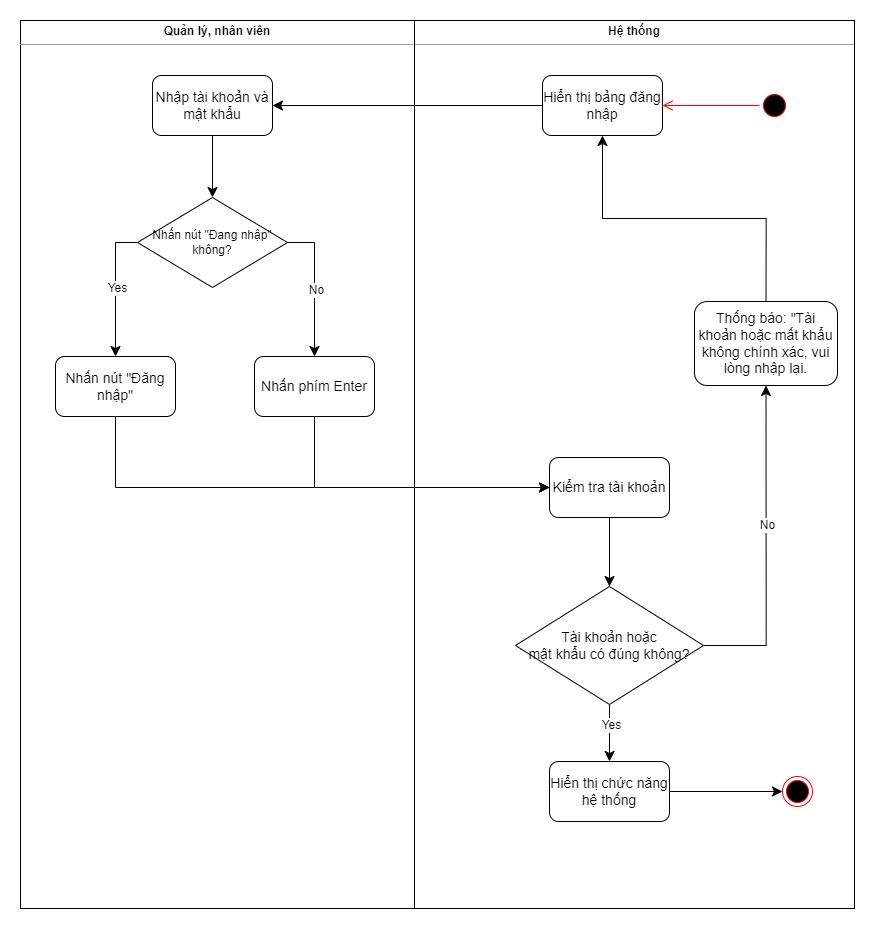 Quản lý, nhân viên
Hệ thống
Nhập tài khoản và
mật khẩu
Hiển thị bảng đăng
nhập
Nhấn nút "Đang nhập"
không?
Yes
No
Thống báo: "Tài
khoản hoặc mất khẩu
không chính xác, vui
lòng nhập lại.
Nhấn nút "Đăng
nhập"
Nhấn phím Enter
Kiểm tra tài khoản
No
Tài khoản hoặc
mật khẩu có đúng không?
Yes
Hiển thị chức năng
hệ thống